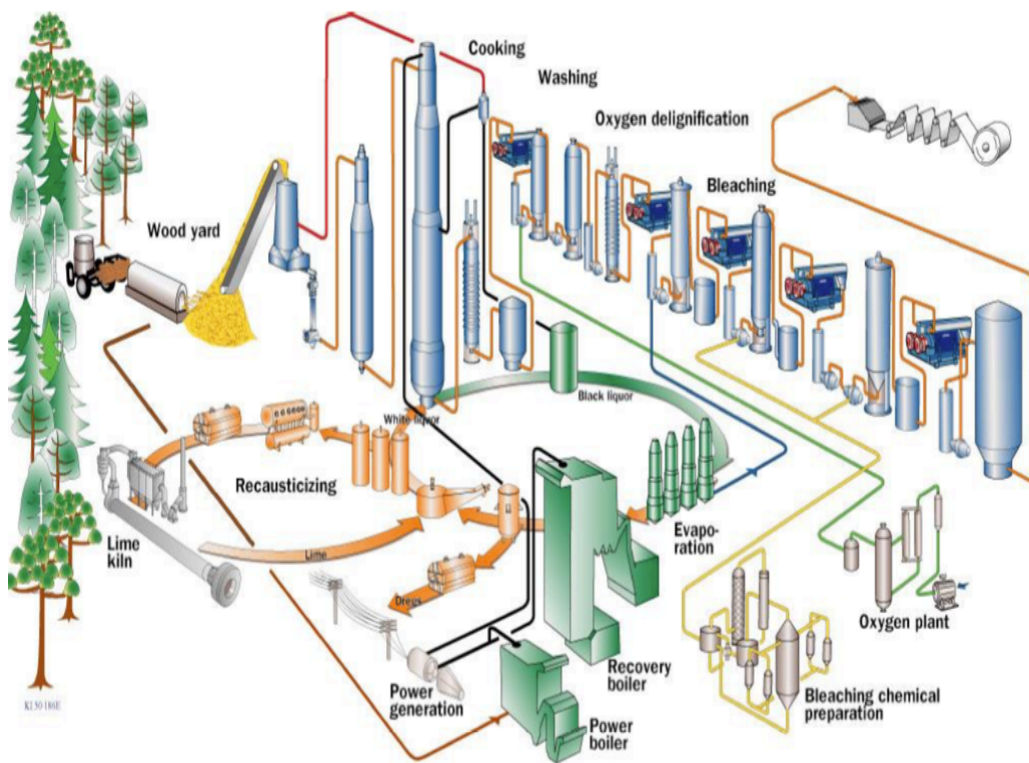 Cooking
Washing
Oxygen delignification
Bleaching
Wood yard
White liquor
Black liquor
Recausticizing
Lime
kiln
Lime
Dregs
Evapo-
ration
Recovery
boiler
Power
generation
Power
boiler
Oxygen plant
Bleaching chemical
preparation